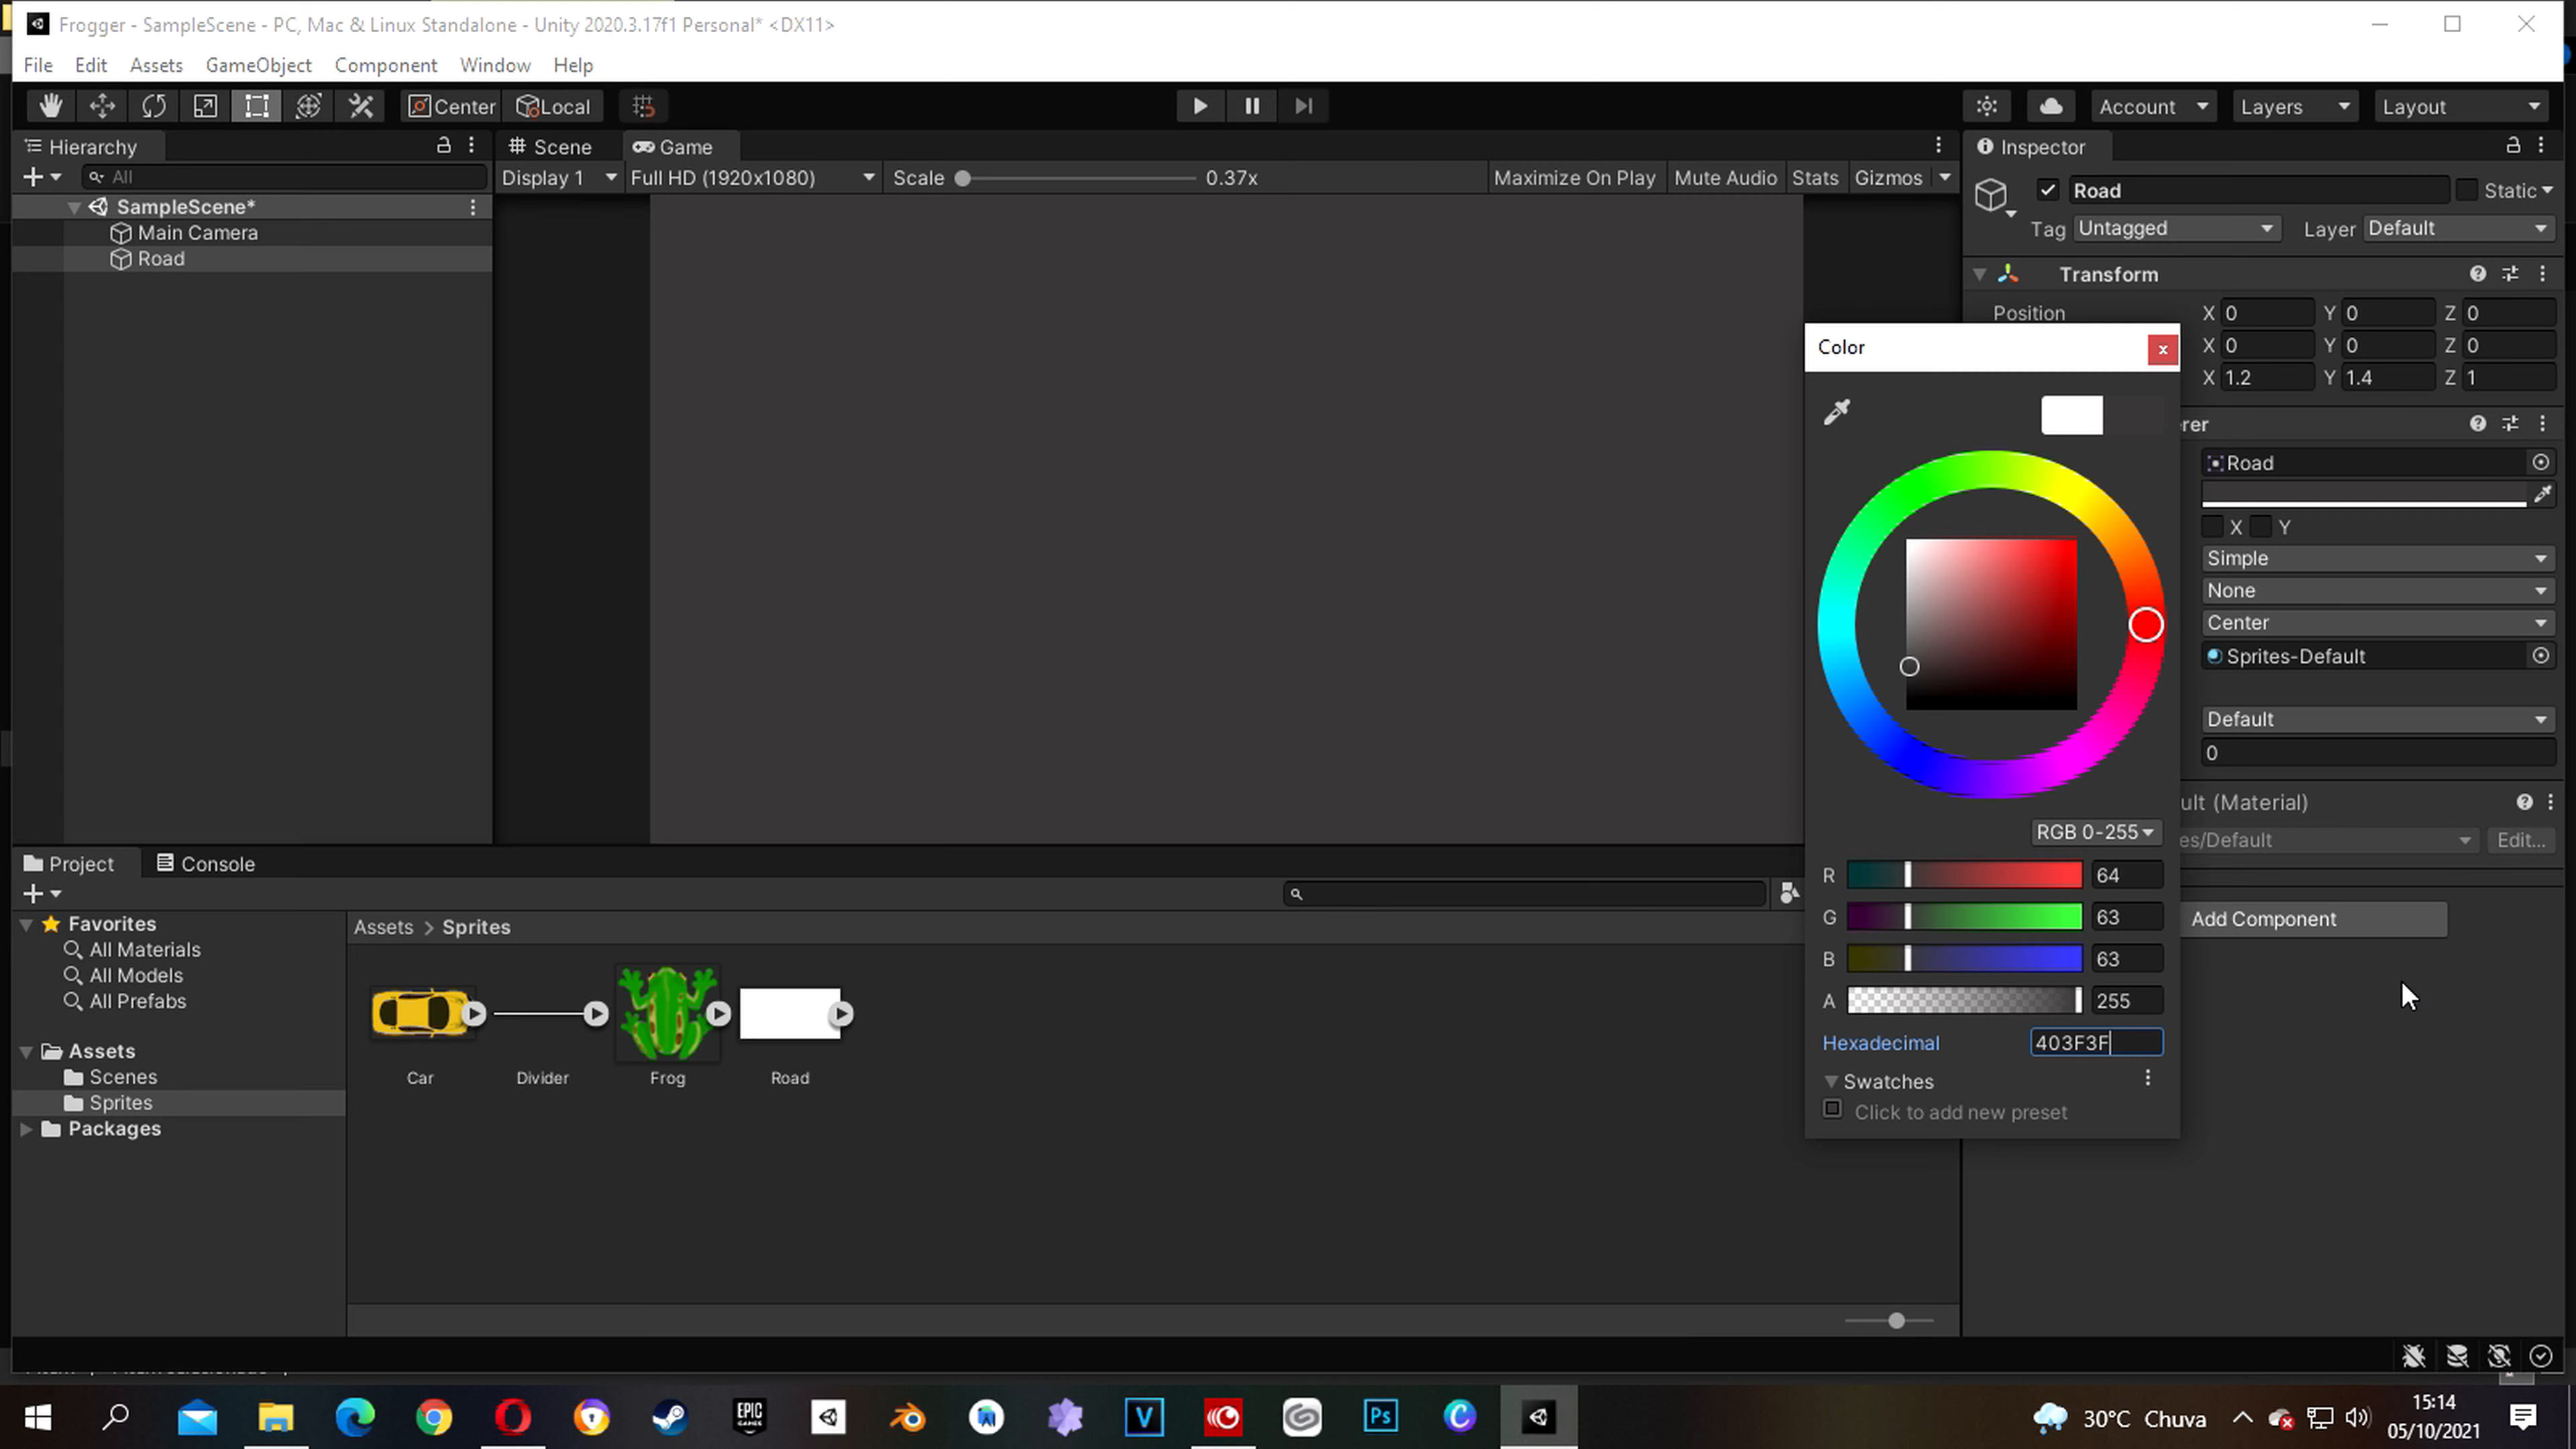 Frogger - SampleScene - PC, Mac & Linux Standalone - Unity 2020.3.17f1 Personal* <DX11>
File Edit Assets GameObject Component Window Help
Center Local Account Layers Layout
Hierarchy
All
SampleScene*
Main Camera
Road
Scene Game
Display 1 Full HD (1920x1080) Scale 0.37x Maximize On Play Mute Audio Stats Gizmos
Inspector
Road Static
Tag Untagged Layer Default
Transform
Position X 0 Y 0 Z 0
X 0 Y 0 Z 0
X 1.2 Y 1.4 Z 1
rer
Road
X Y
Simple
None
Center
Sprites-Default
Default
0
ult (Material)
es/Default Edit...
Add Component
Color
x
RGB 0-255
R 64
G 63
B 63
A 255
Hexadecimal 403F3F
Swatches
Click to add new preset
Project Console
Favorites
All Materials
All Models
All Prefabs
Assets
Scenes
Sprites
Packages
Assets > Sprites
Car Divider Frog Road
EPIC GAMES
V
Ps
30°C Chuva
15:14
05/10/2021